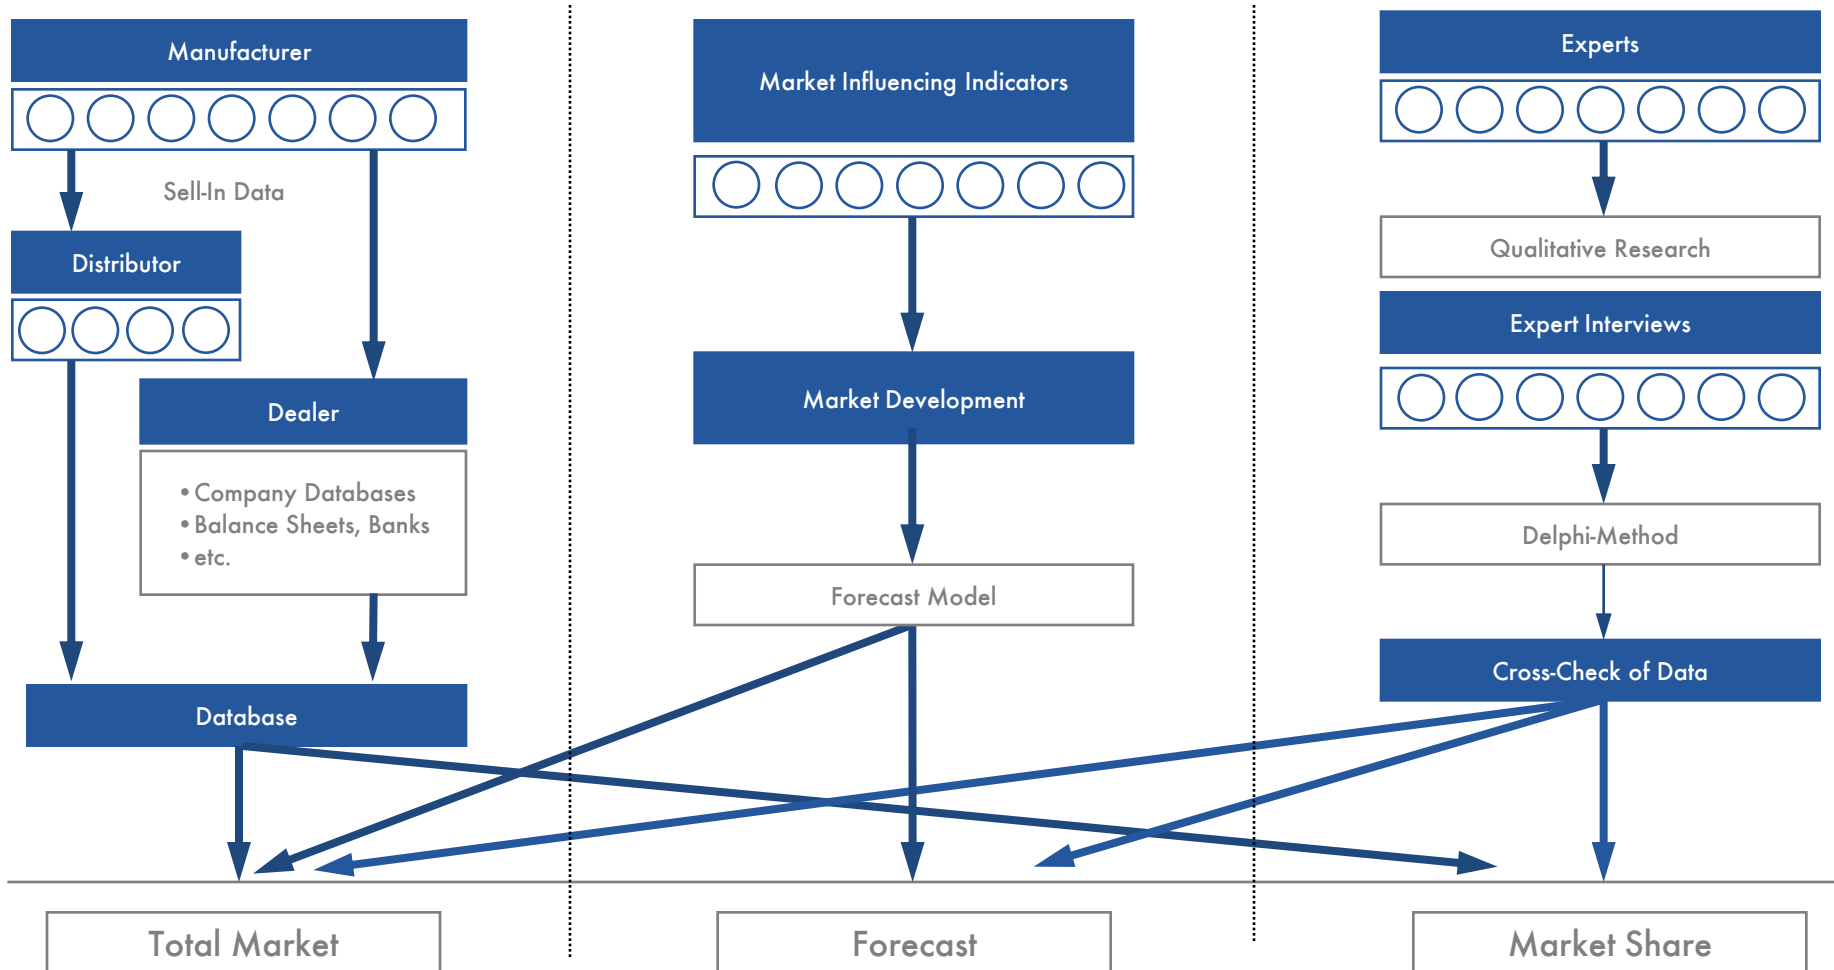 Manufacturer
Sell-In Data
Distributor
Dealer
•Company Databases
•Balance Sheets, Banks
•etc.
Database
Total Market
Market Influencing Indicators
Market Development
Forecast Model
Forecast
Experts
Qualitative Research
Expert Interviews
Delphi-Method
Cross-Check of Data
Market Share